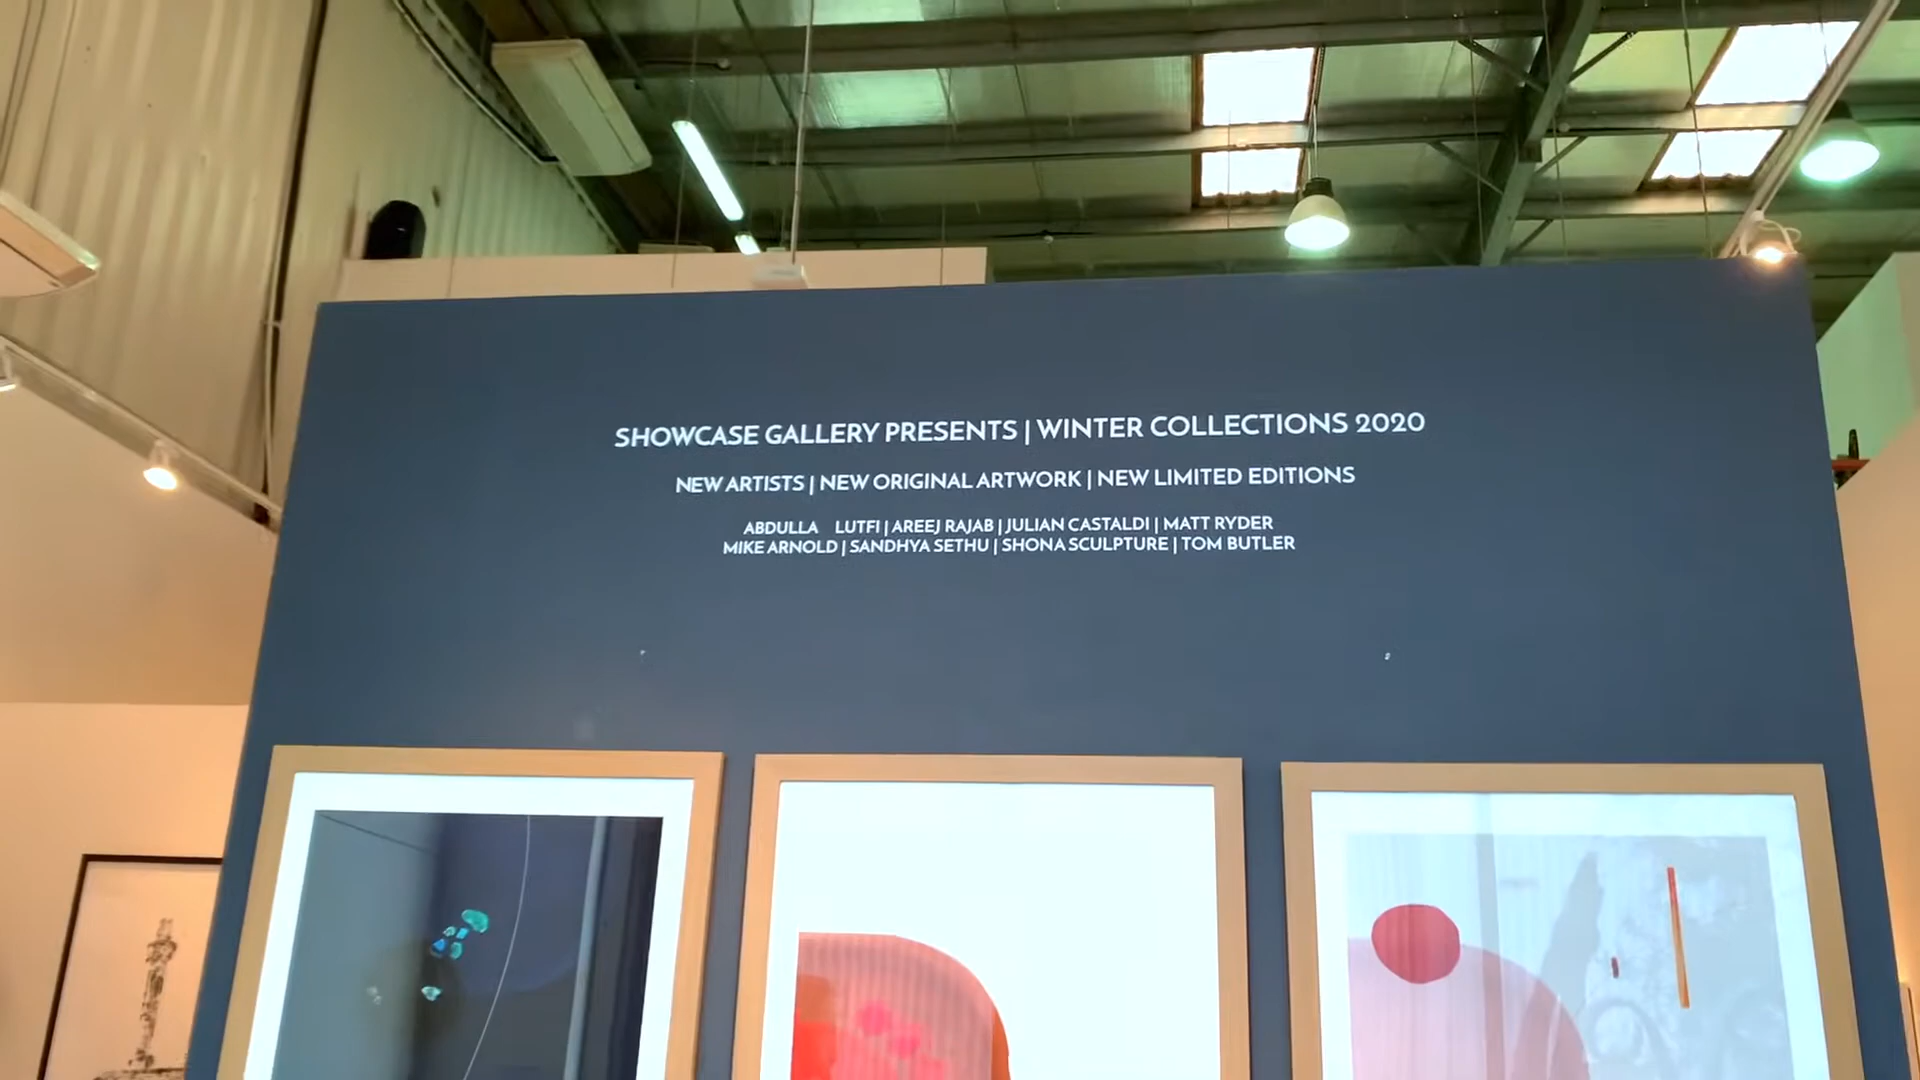 SHOWCASE GALLERY PRESENTS | WINTER COLLECTIONS 2020
NEW ARTISTS | NEW ORIGINAL ARTWORK | NEW LIMITED EDITIONS
ABDULLA LUTFI | AREEJ RAJAB | JULIAN CASTALDI | MATT RYDER
MIKE ARNOLD | SANDHYA SETHU | SHONA SCULPTURE | TOM BUTLER